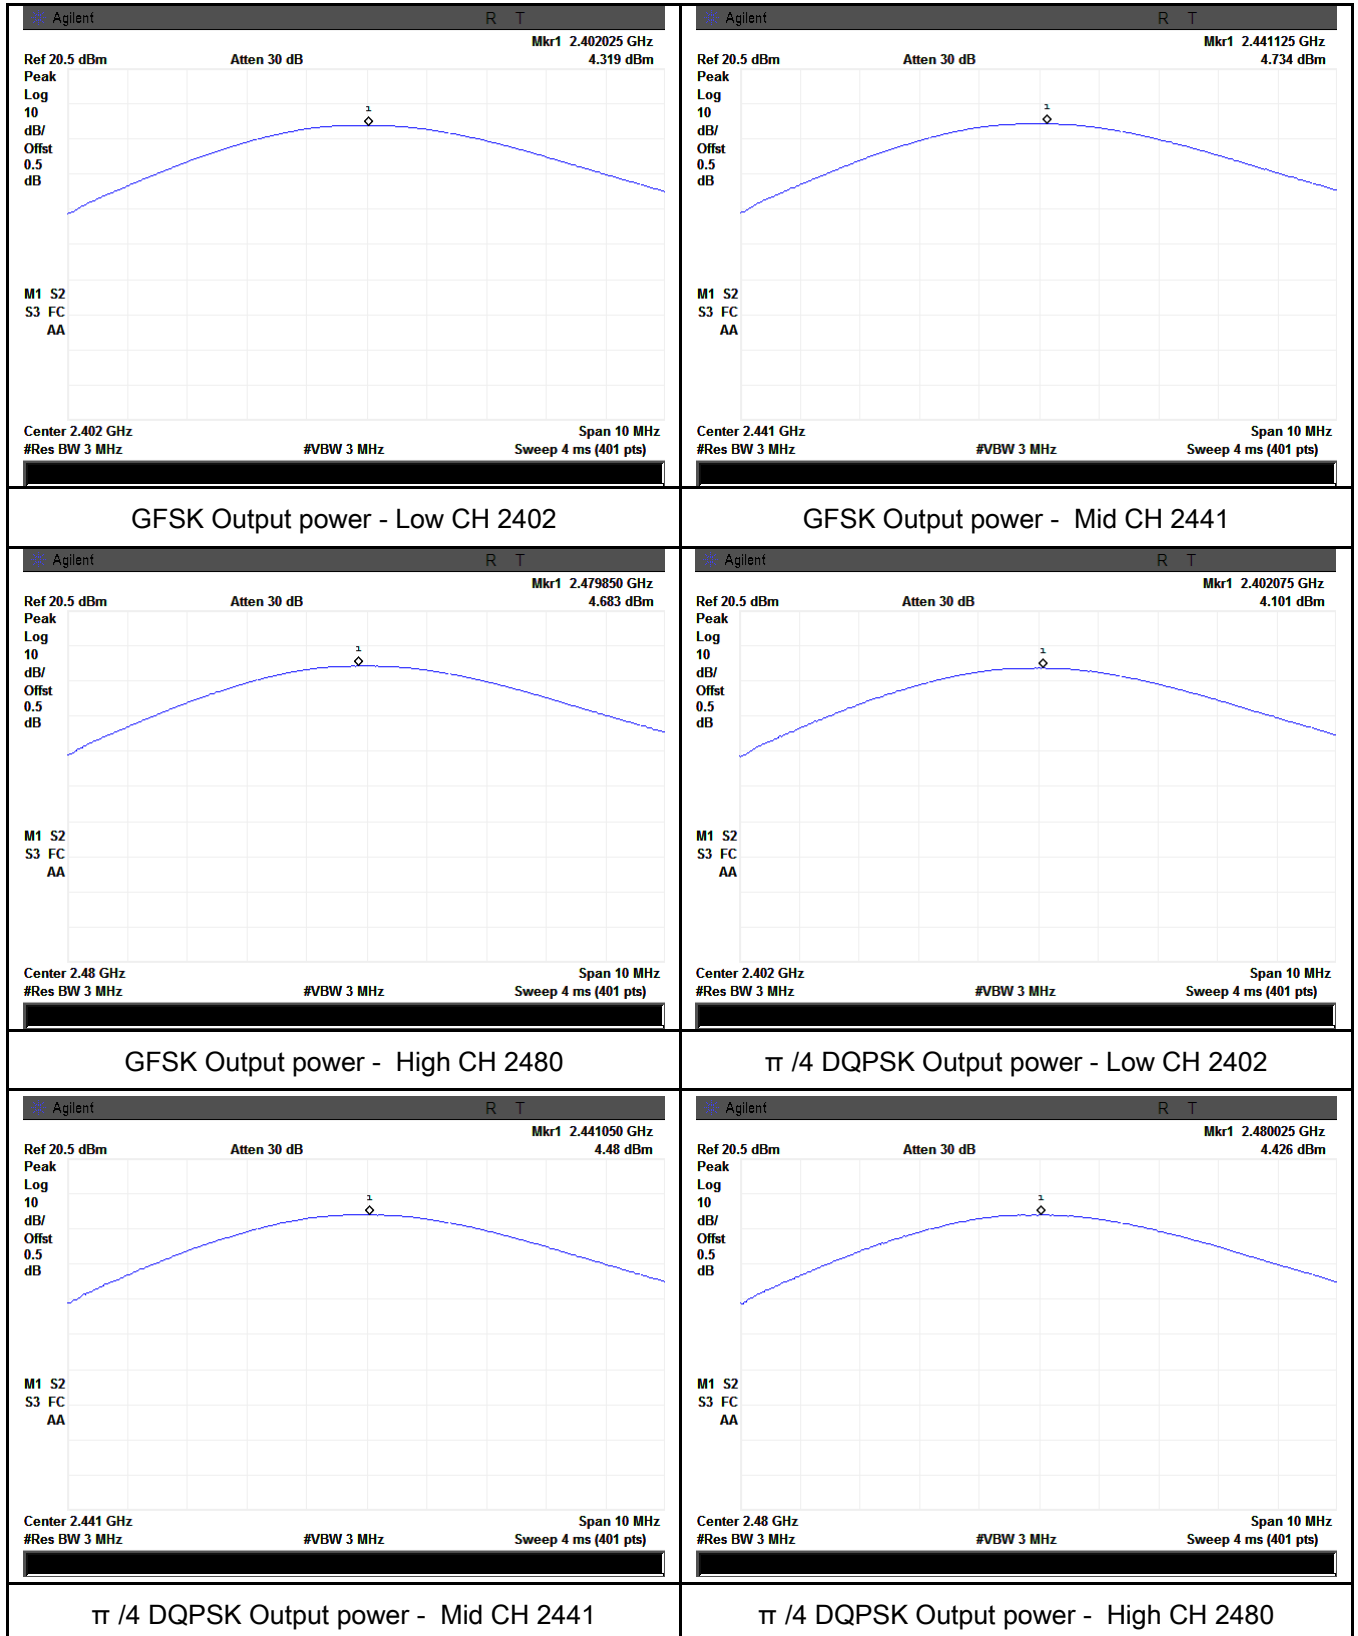 Agilent R T
Mkr1 2.402025 GHz
Ref 20.5 dBm Atten 30 dB 4.319 dBm
Peak
Log
10
dB/
Offst
0.5
dB
1
M1 S2
S3 FC
AA
Center 2.402 GHz Span 10 MHz
#Res BW 3 MHz #VBW 3 MHz Sweep 4 ms (401 pts)
GFSK Output power - Low CH 2402
Agilent R T
Mkr1 2.441125 GHz
Ref 20.5 dBm Atten 30 dB 4.734 dBm
Peak
Log
10
dB/
Offst
0.5
dB
1
M1 S2
S3 FC
AA
Center 2.441 GHz Span 10 MHz
#Res BW 3 MHz #VBW 3 MHz Sweep 4 ms (401 pts)
GFSK Output power - Mid CH 2441
Agilent R T
Mkr1 2.479850 GHz
Ref 20.5 dBm Atten 30 dB 4.683 dBm
Peak
Log
10
dB/
Offst
0.5
dB
1
M1 S2
S3 FC
AA
Center 2.48 GHz Span 10 MHz
#Res BW 3 MHz #VBW 3 MHz Sweep 4 ms (401 pts)
GFSK Output power - High CH 2480
Agilent R T
Mkr1 2.402075 GHz
Ref 20.5 dBm Atten 30 dB 4.101 dBm
Peak
Log
10
dB/
Offst
0.5
dB
1
M1 S2
S3 FC
AA
Center 2.402 GHz Span 10 MHz
#Res BW 3 MHz #VBW 3 MHz Sweep 4 ms (401 pts)
π /4 DQPSK Output power - Low CH 2402
Agilent R T
Mkr1 2.441050 GHz
Ref 20.5 dBm Atten 30 dB 4.48 dBm
Peak
Log
10
dB/
Offst
0.5
dB
1
M1 S2
S3 FC
AA
Center 2.441 GHz Span 10 MHz
#Res BW 3 MHz #VBW 3 MHz Sweep 4 ms (401 pts)
π /4 DQPSK Output power - Mid CH 2441
Agilent R T
Mkr1 2.480025 GHz
Ref 20.5 dBm Atten 30 dB 4.426 dBm
Peak
Log
10
dB/
Offst
0.5
dB
1
M1 S2
S3 FC
AA
Center 2.48 GHz Span 10 MHz
#Res BW 3 MHz #VBW 3 MHz Sweep 4 ms (401 pts)
π /4 DQPSK Output power - High CH 2480